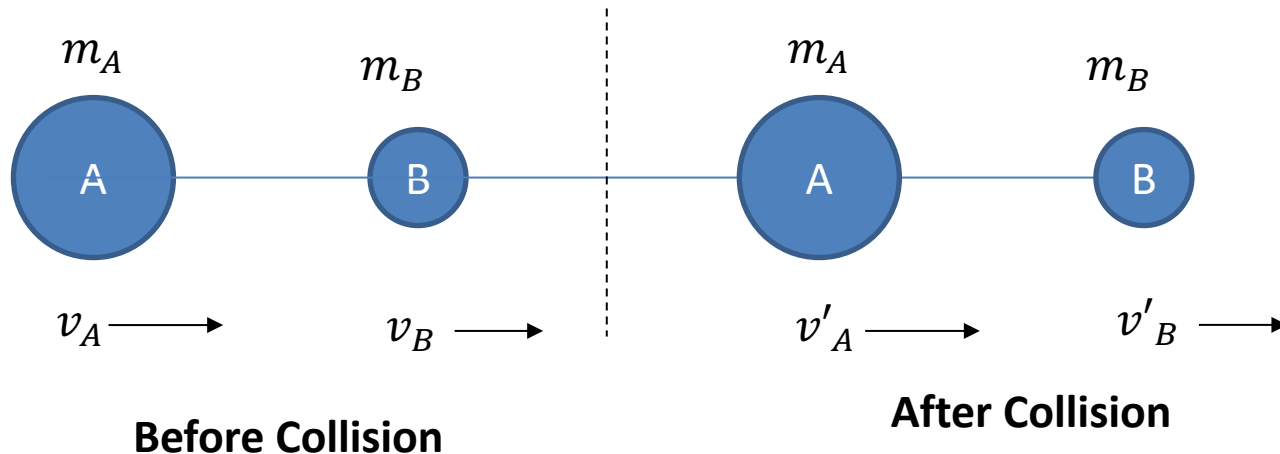 m_A
m_B
A
B
v_A
v_B
Before Collision
m_A
m_B
A
B
v'_A
v'_B
After Collision